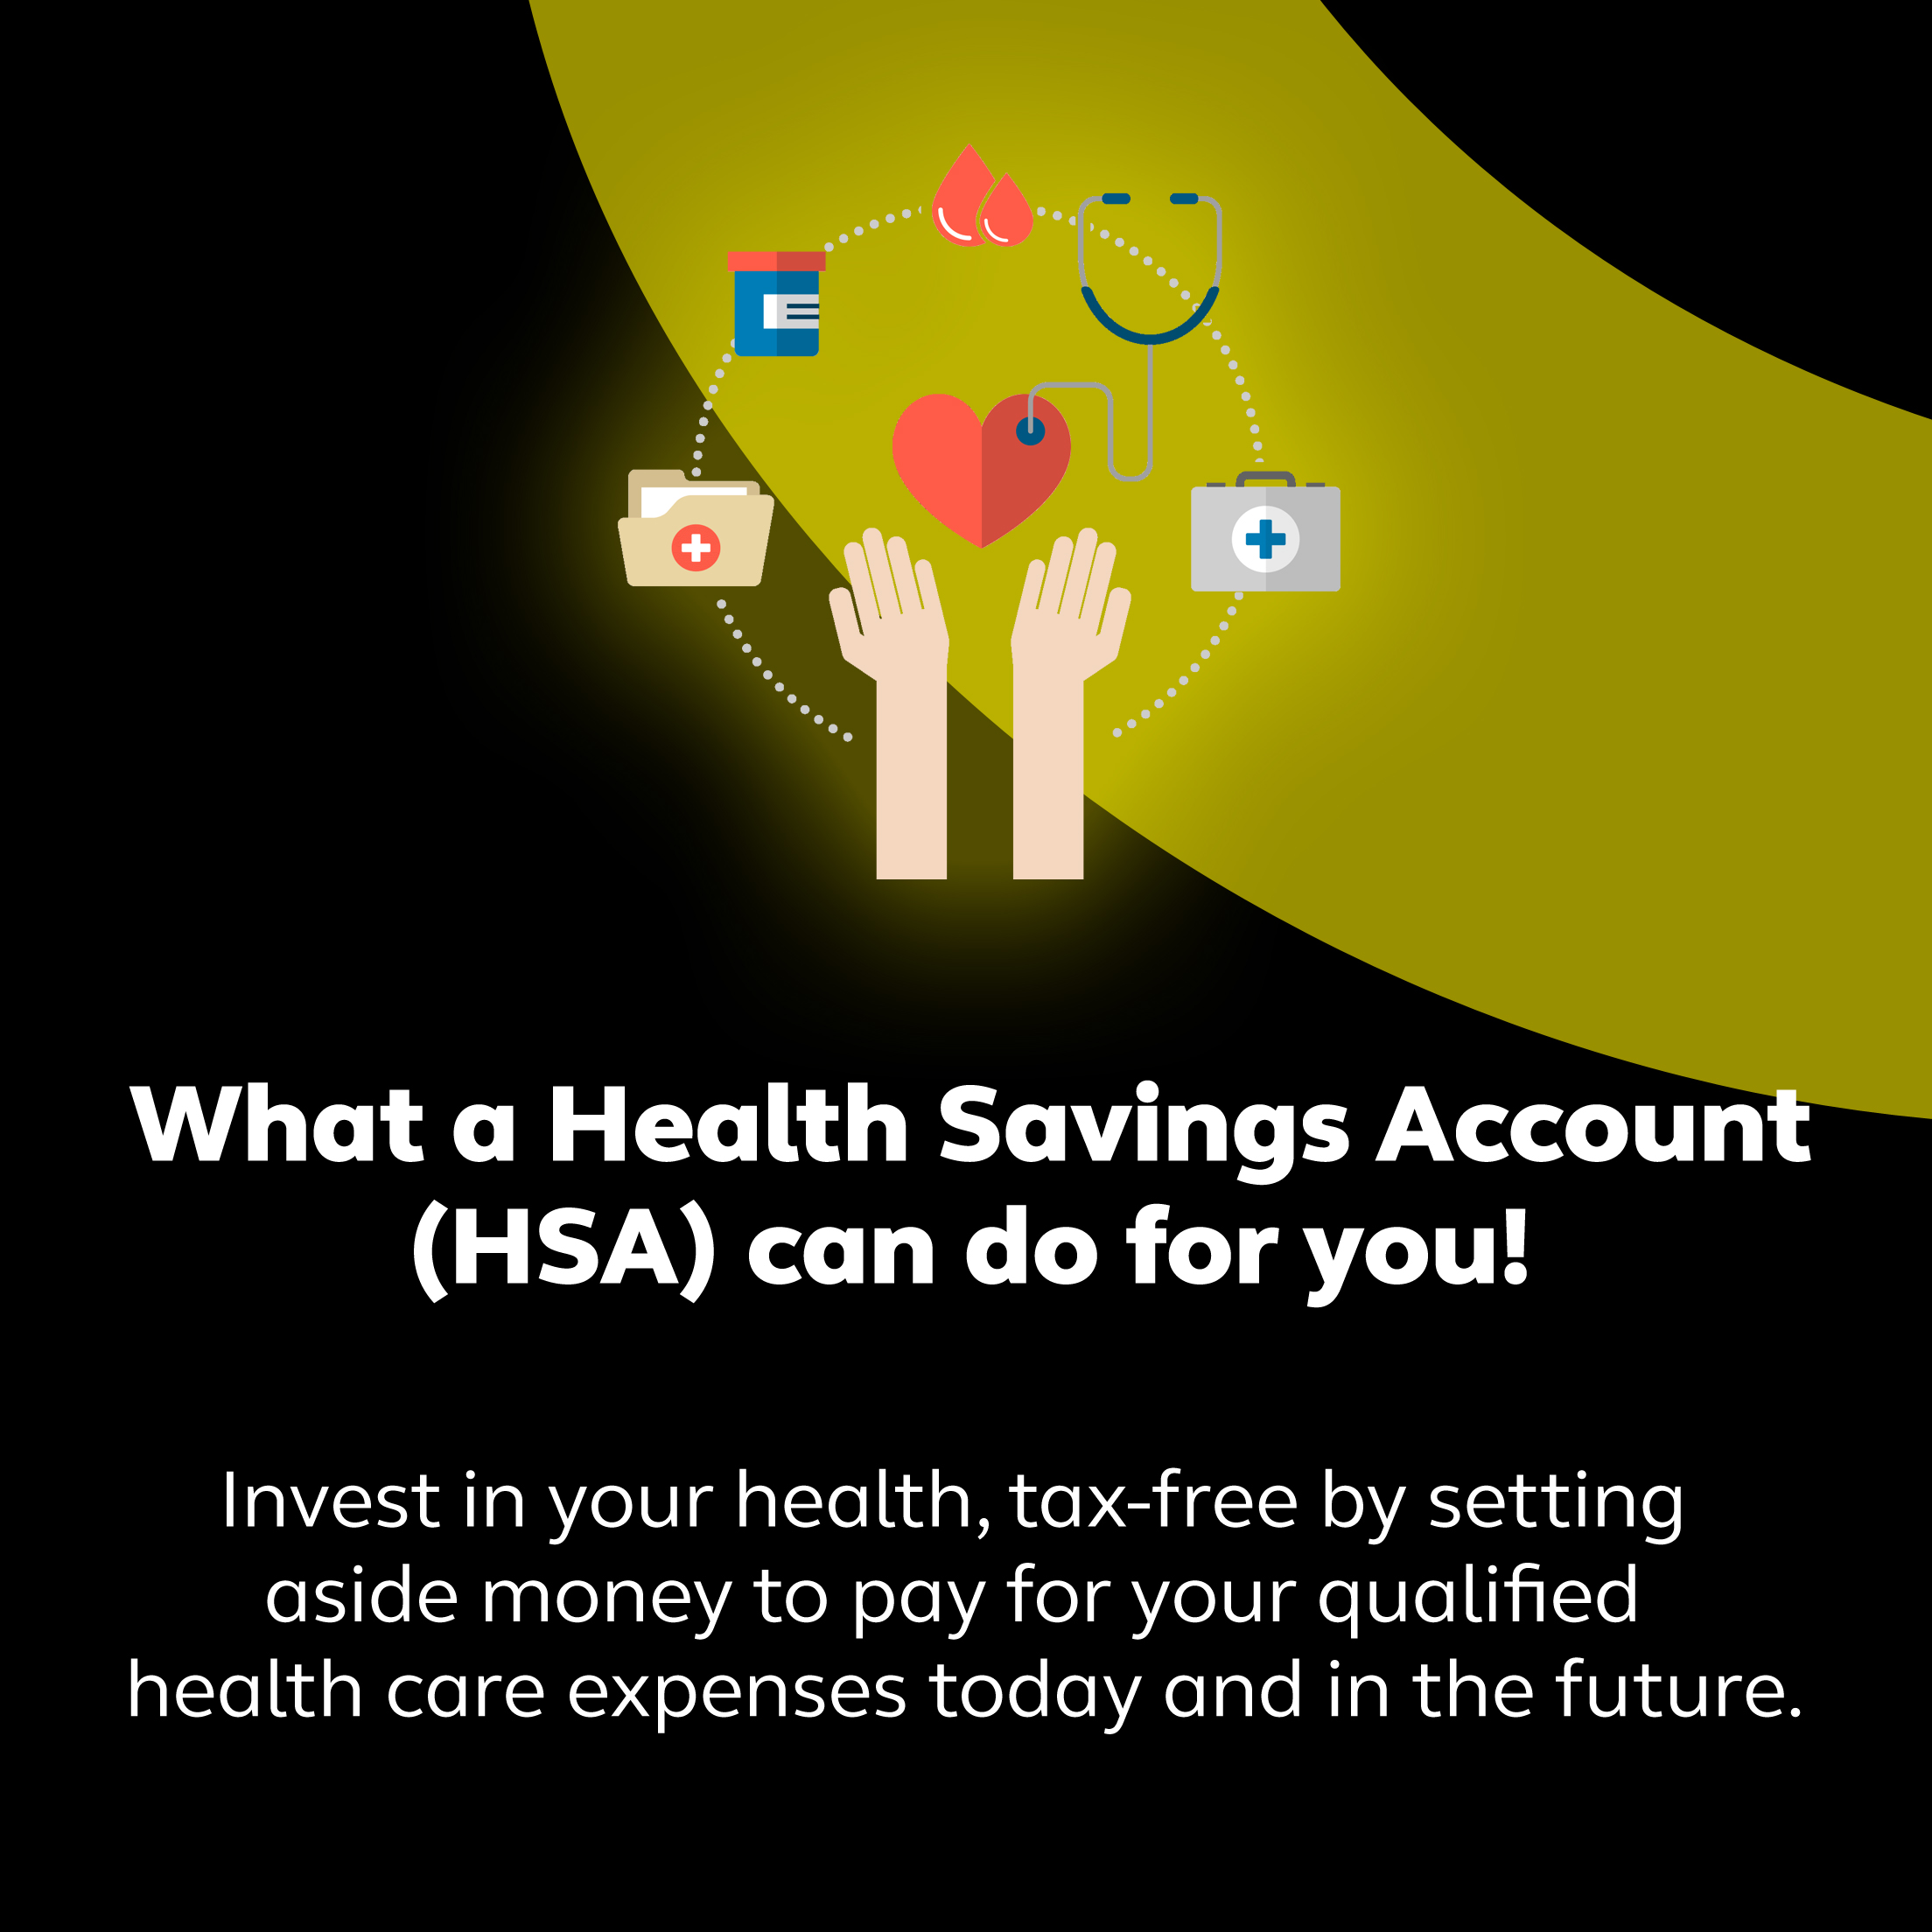 What a Health Savings Account
(HSA) can do for you!
Invest in your health, tax-free by setting
aside money to pay for your qualified
health care expenses today and in the future.